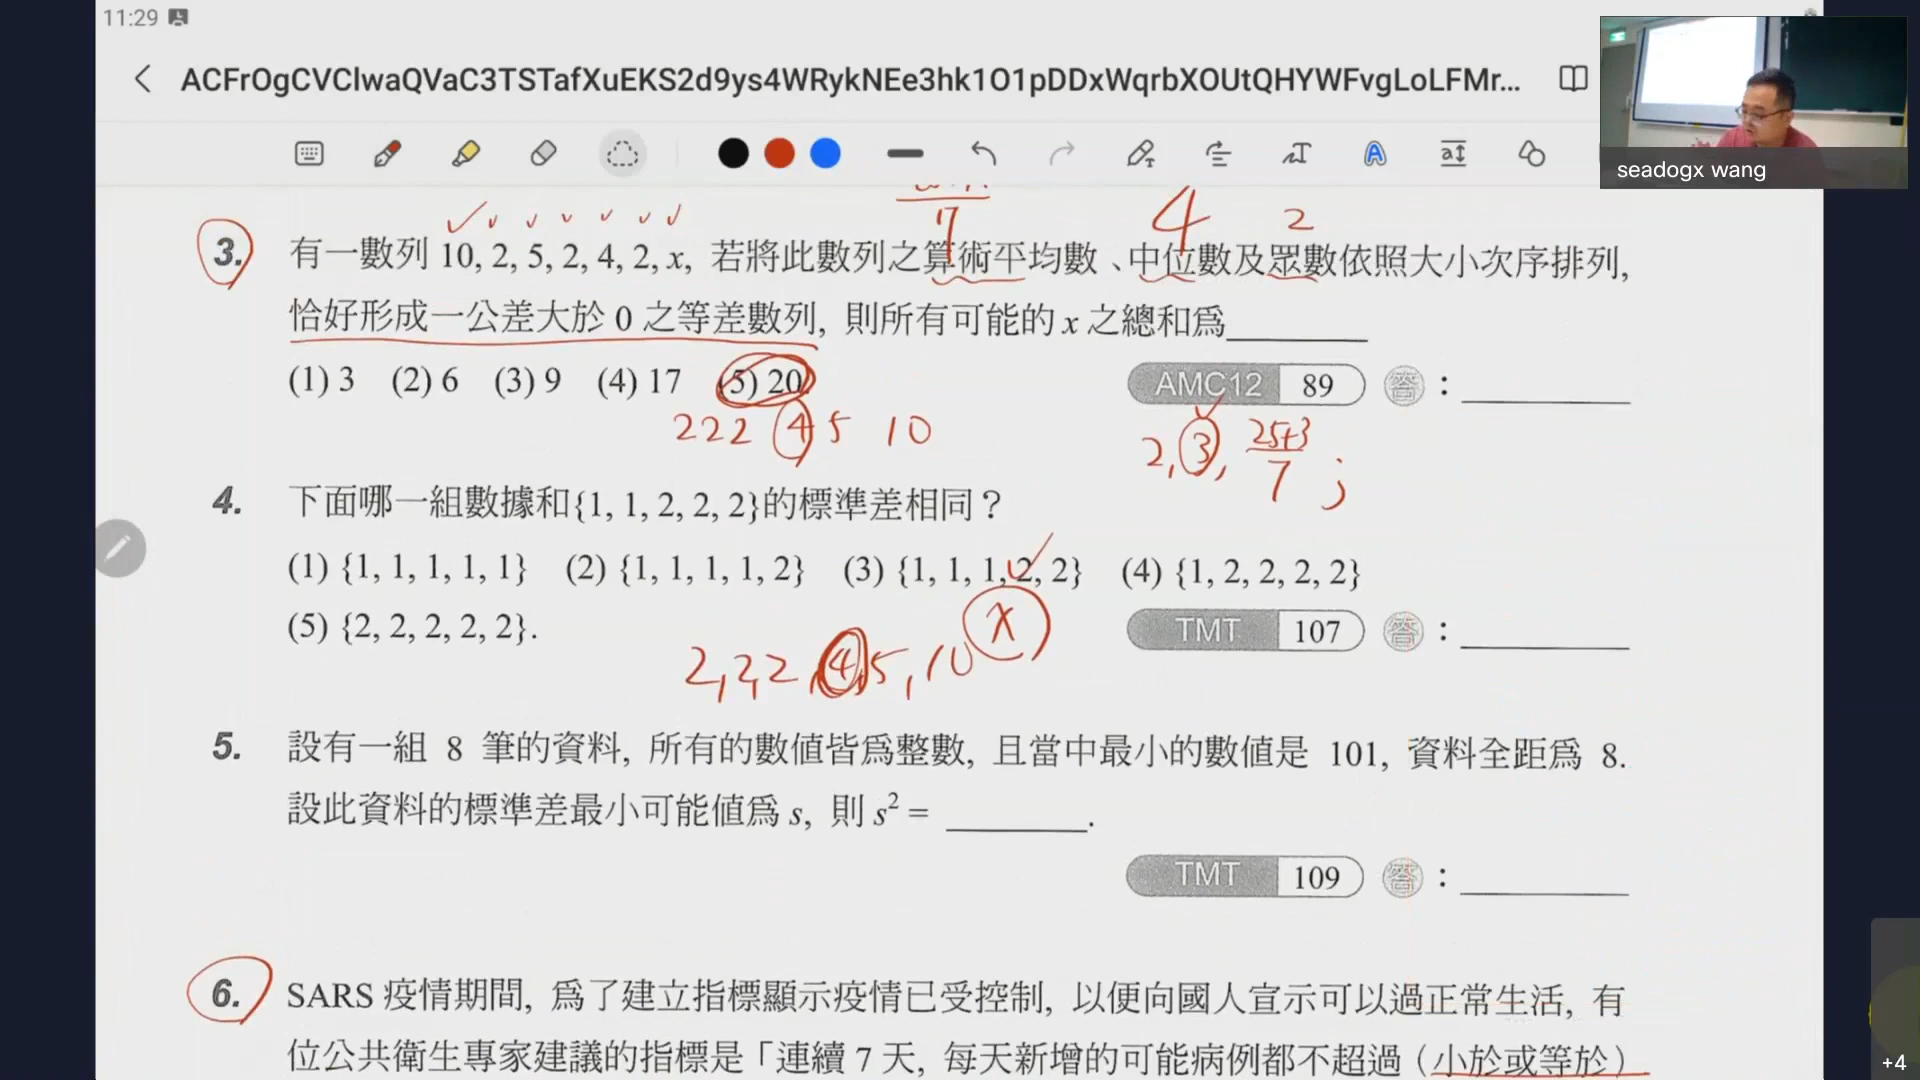 11:29
ACFrOgCVClwaQVaC3TSTafXuEKS2d9ys4WRykNEe3hk1O1pDDxWqrbXOUtQHYWFvgLoLFMr...
seadogx wang
7 4 2
3. 有一數列 10, 2, 5, 2, 4, 2, x, 若將此數列之算術平均數、中位數及眾數依照大小次序排列,
恰好形成一公差大於 0 之等差數列, 則所有可能的 x 之總和爲
(1) 3 (2) 6 (3) 9 (4) 17 (5) 20 AMC12 89 答:
2 2 2 4 5 10
2, 3, 25+3/7 ;
4. 下面哪一組數據和{1, 1, 2, 2, 2}的標準差相同?
(1) {1, 1, 1, 1, 1} (2) {1, 1, 1, 1, 2} (3) {1, 1, 1, 2, 2} (4) {1, 2, 2, 2, 2}
(5) {2, 2, 2, 2, 2}. TMT 107 答:
2, 2, 2, 4, 5, 10 x
5. 設有一組 8 筆的資料, 所有的數值皆爲整數, 且當中最小的數值是 101, 資料全距爲 8.
設此資料的標準差最小可能值爲 s, 則 s² = .
TMT 109 答:
6. SARS 疫情期間, 爲了建立指標顯示疫情已受控制, 以便向國人宣示可以過正常生活, 有
位公共衛生專家建議的指標是「連續 7 天, 每天新增的可能病例都不超過(小於或等於)
+4